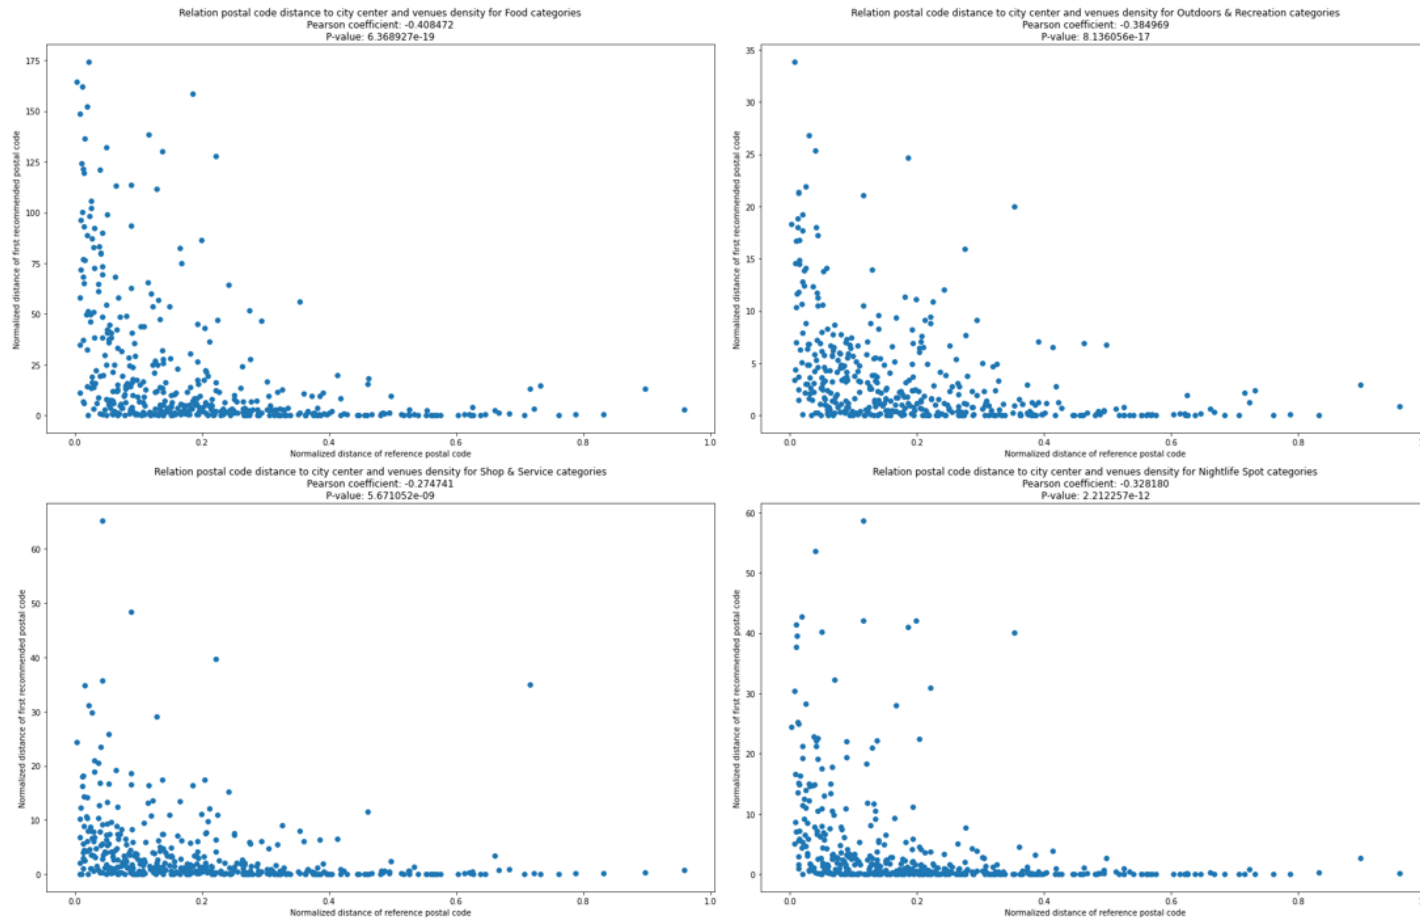 Relation postal code distance to city center and venues density for Food categories
Pearson coefficient: -0.408472
P-value: 6.368927e-19
175
150
125
100
75
50
25
0
Normalized distance of first recommended postal code
0.0 0.2 0.4 0.6 0.8 1.0
Normalized distance of reference postal code
Relation postal code distance to city center and venues density for Outdoors & Recreation categories
Pearson coefficient: -0.384969
P-value: 8.136056e-17
35
30
25
20
15
10
5
0
Normalized distance of first recommended postal code
0.0 0.2 0.4 0.6 0.8
Normalized distance of reference postal code
Relation postal code distance to city center and venues density for Shop & Service categories
Pearson coefficient: -0.274741
P-value: 5.671052e-09
60
50
40
30
20
10
0
Normalized distance of first recommended postal code
0.0 0.2 0.4 0.6 0.8 1.0
Normalized distance of reference postal code
Relation postal code distance to city center and venues density for Nightlife Spot categories
Pearson coefficient: -0.328180
P-value: 2.212257e-12
60
50
40
30
20
10
0
Normalized distance of first recommended postal code
0.0 0.2 0.4 0.6 0.8
Normalized distance of reference postal code